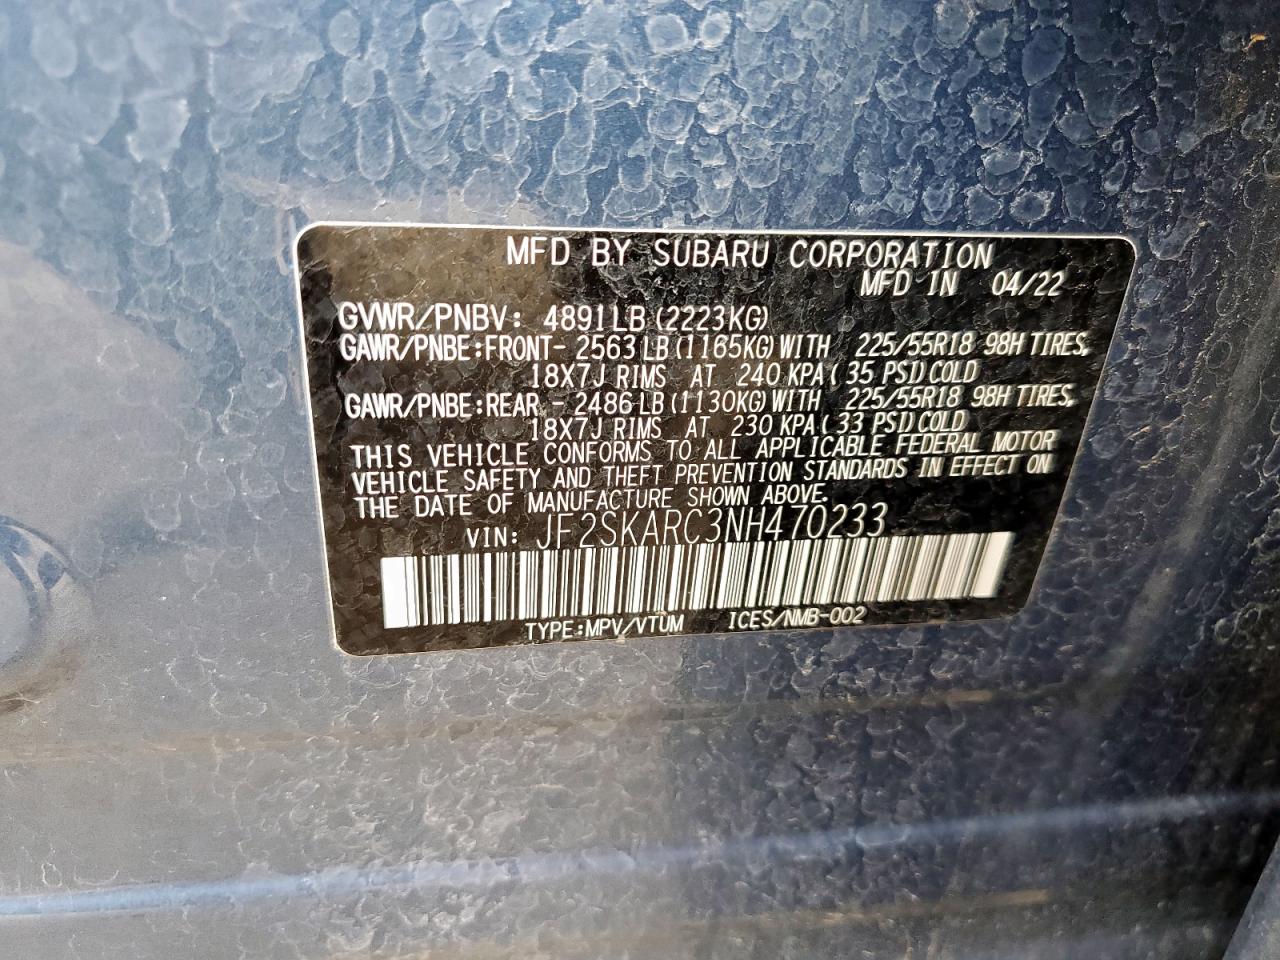 MFD BY SUBARU CORPORATION
MFD IN 04/22
GVWR/PNBV: 4891LB (2223KG)
GAWR/PNBE:FRONT- 2563 LB (1165KG) WITH 225/55R18 98H TIRES,
18X7J RIMS AT 240 KPA ( 35 PSI) COLD
GAWR/PNBE:REAR - 2486 LB (1130KG) WITH 225/55R18 98H TIRES,
18X7J RIMS AT 230 KPA ( 33 PSI) COLD
THIS VEHICLE CONFORMS TO ALL APPLICABLE FEDERAL MOTOR
VEHICLE SAFETY AND THEFT PREVENTION STANDARDS IN EFFECT ON
THE DATE OF MANUFACTURE SHOWN ABOVE.
VIN: JF2SKARC3NH470233
TYPE:MPV/VTUM ICES/NMB-002